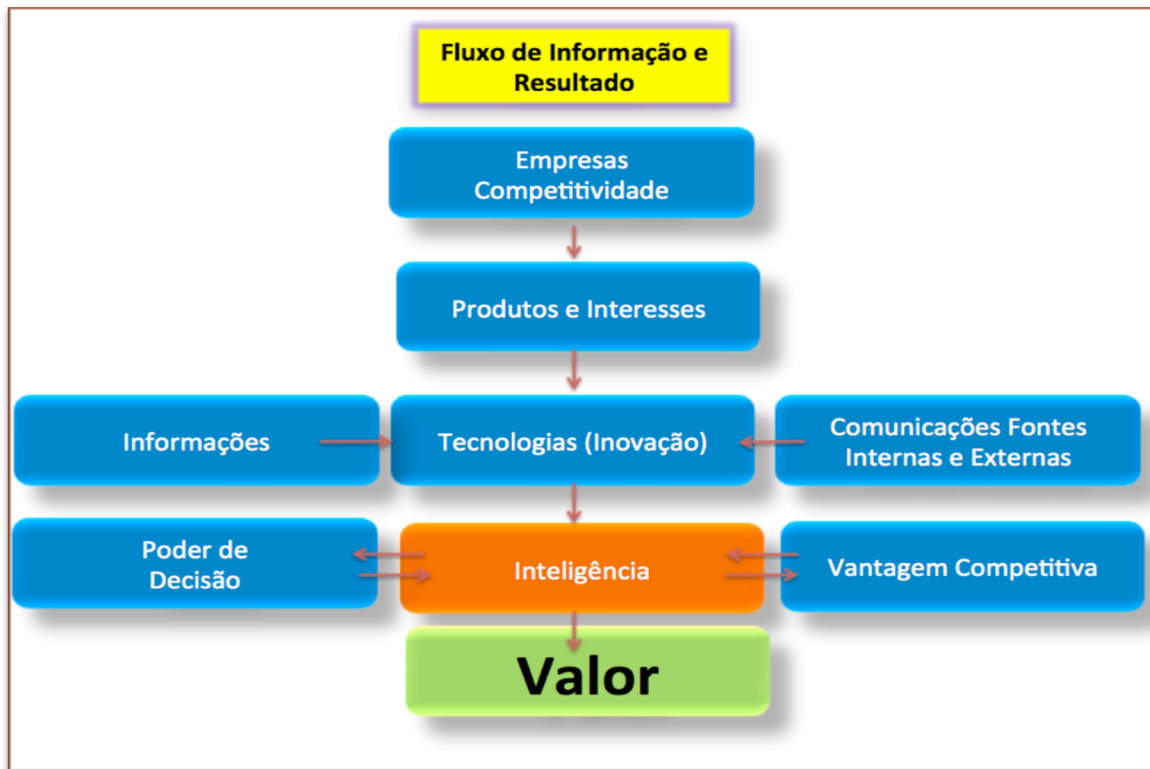 Fluxo de Informação e
Resultado
Empresas
Competitividade
Produtos e Interesses
Informações
Tecnologias (Inovação)
Comunicações Fontes
Internas e Externas
Poder de
Decisão
Inteligência
Vantagem Competitiva
Valor